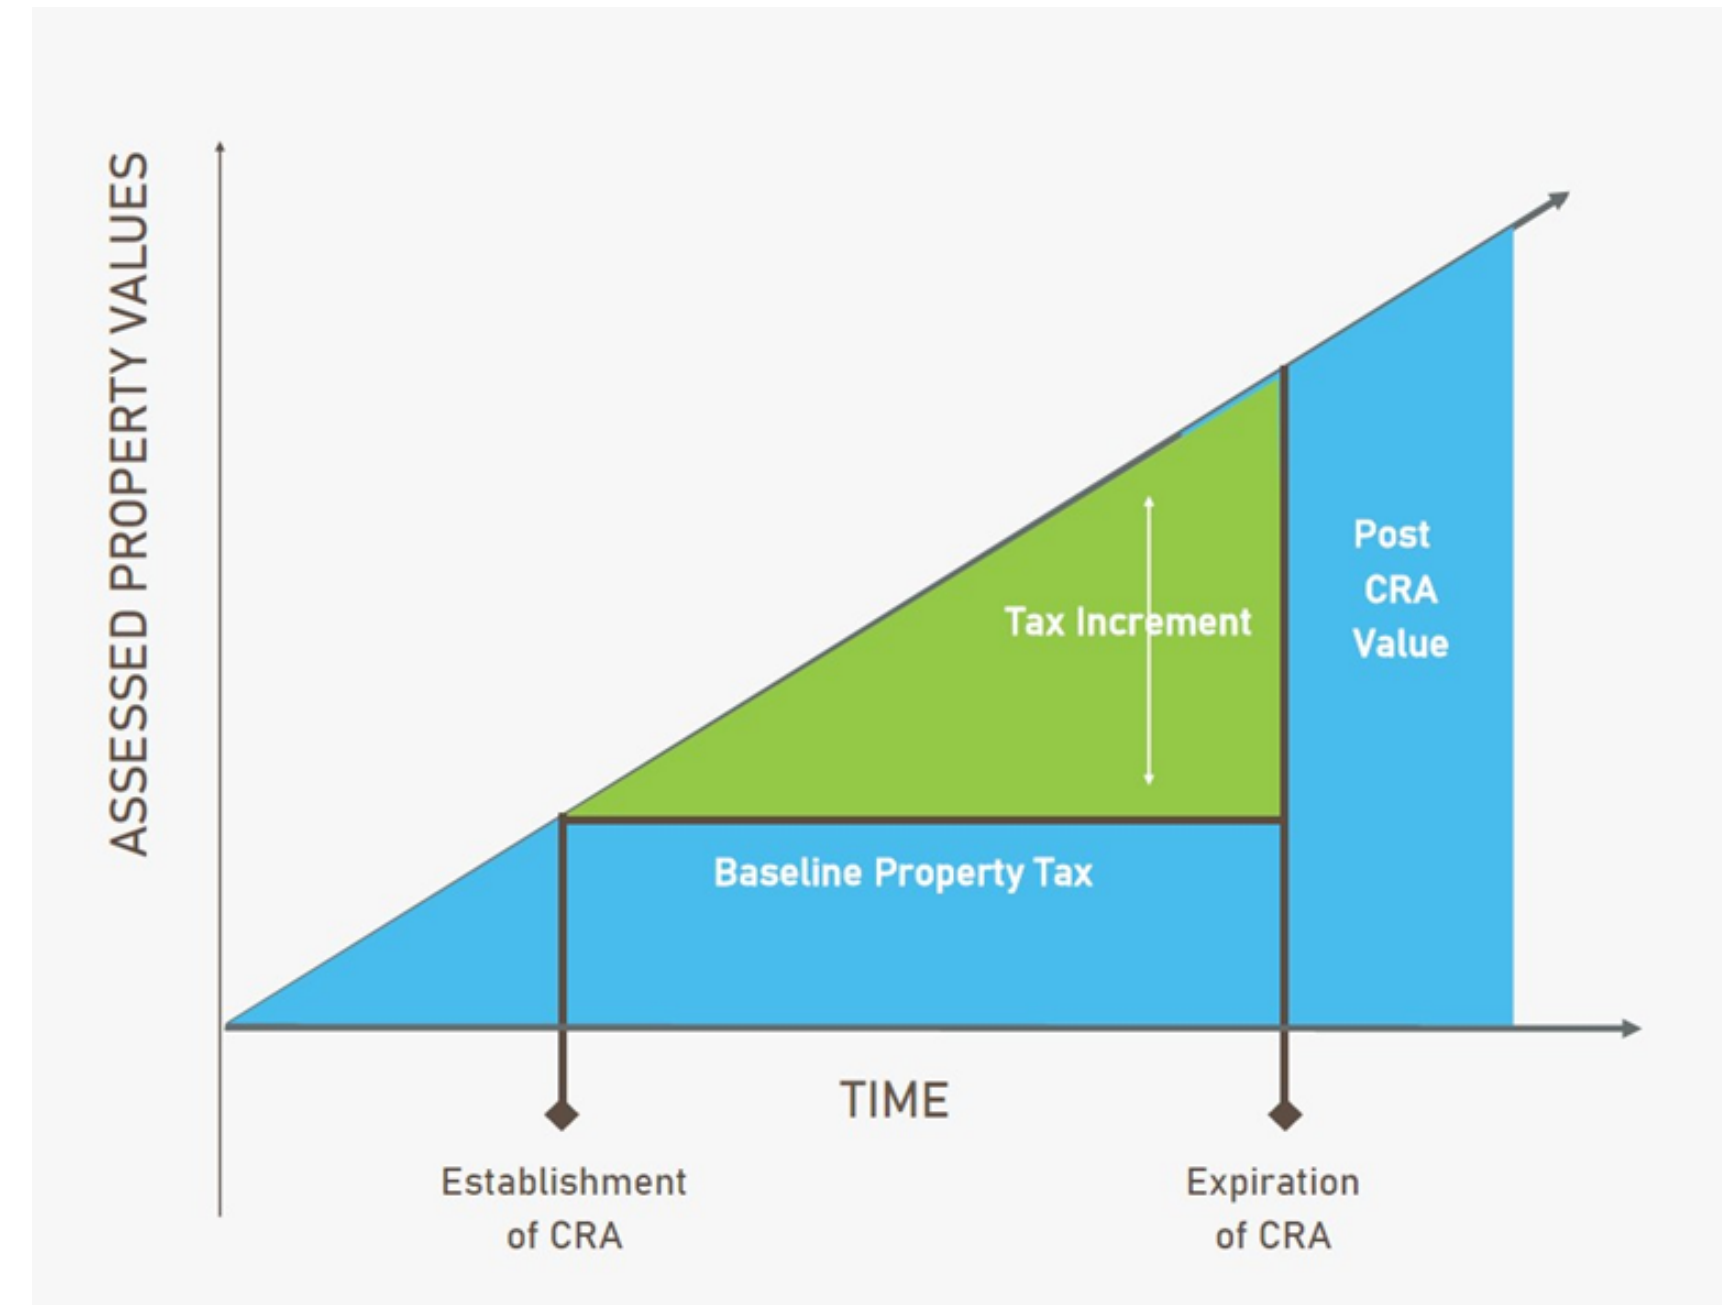 ASSESSED PROPERTY VALUES
Post
CRA
Value
Tax Increment
Baseline Property Tax
TIME
Establishment
of CRA
Expiration
of CRA